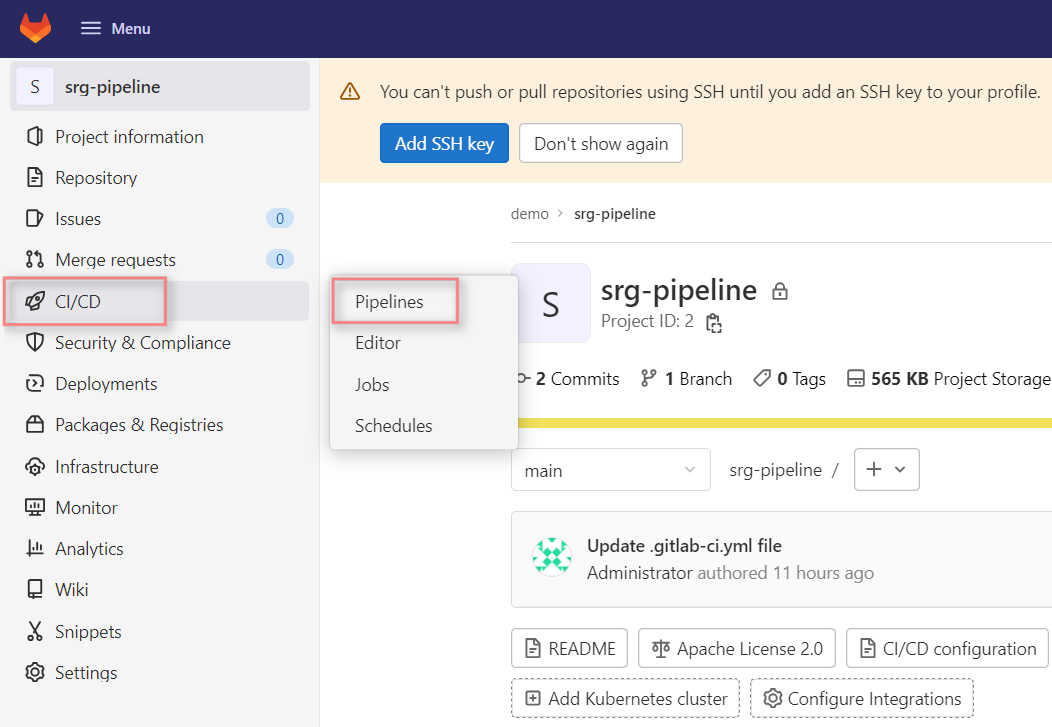 Menu
S srg-pipeline
Project information
Repository
Issues 0
Merge requests 0
CI/CD
Security & Compliance
Deployments
Packages & Registries
Infrastructure
Monitor
Analytics
Wiki
Snippets
Settings
Pipelines
Editor
Jobs
Schedules
You can't push or pull repositories using SSH until you add an SSH key to your profile.
Add SSH key Don't show again
demo > srg-pipeline
S srg-pipeline
Project ID: 2
2 Commits 1 Branch 0 Tags 565 KB Project Storage
main srg-pipeline / +
Update .gitlab-ci.yml file
Administrator authored 11 hours ago
README Apache License 2.0 CI/CD configuration
Add Kubernetes cluster Configure Integrations